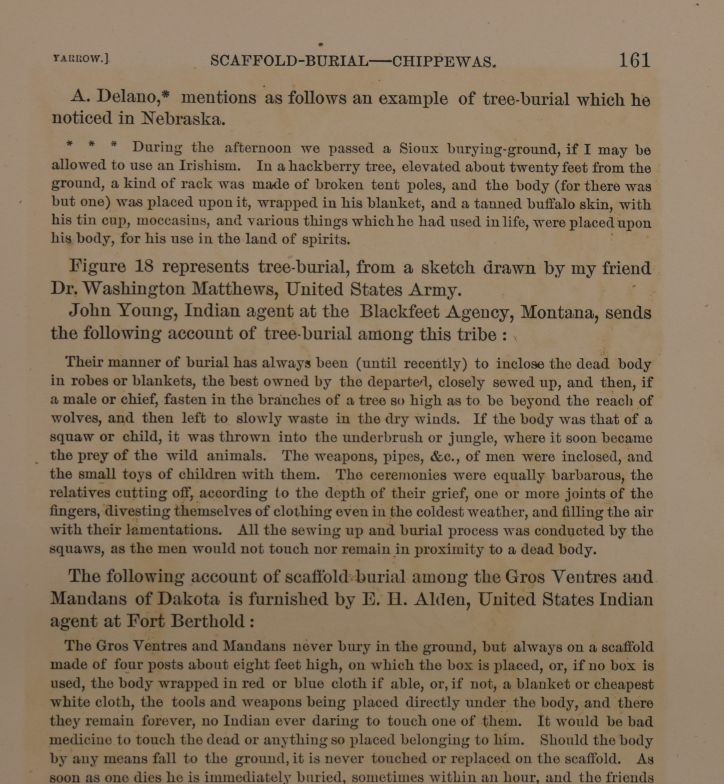 YARROW.] SCAFFOLD-BURIAL—CHIPPEWAS. 161
A. Delano,* mentions as follows an example of tree-burial which he
noticed in Nebraska.
* * * During the afternoon we passed a Sioux burying-ground, if I may be
allowed to use an Irishism. In a hackberry tree, elevated about twenty feet from the
ground, a kind of rack was made of broken tent poles, and the body (for there was
but one) was placed upon it, wrapped in his blanket, and a tanned buffalo skin, with
his tin cup, moccasins, and various things which he had used in life, were placed upon
his body, for his use in the land of spirits.
Figure 18 represents tree-burial, from a sketch drawn by my friend
Dr. Washington Matthews, United States Army.
John Young, Indian agent at the Blackfeet Agency, Montana, sends
the following account of tree-burial among this tribe :
Their manner of burial has always been (until recently) to inclose the dead body
in robes or blankets, the best owned by the departed, closely sewed up, and then, if
a male or chief, fasten in the branches of a tree so high as to be beyond the reach of
wolves, and then left to slowly waste in the dry winds. If the body was that of a
squaw or child, it was thrown into the underbrush or jungle, where it soon became
the prey of the wild animals. The weapons, pipes, &c., of men were inclosed, and
the small toys of children with them. The ceremonies were equally barbarous, the
relatives cutting off, according to the depth of their grief, one or more joints of the
fingers, divesting themselves of clothing even in the coldest weather, and filling the air
with their lamentations. All the sewing up and burial process was conducted by the
squaws, as the men would not touch nor remain in proximity to a dead body.
The following account of scaffold burial among the Gros Ventres and
Mandans of Dakota is furnished by E. H. Alden, United States Indian
agent at Fort Berthold :
The Gros Ventres and Mandans never bury in the ground, but always on a scaffold
made of four posts about eight feet high, on which the box is placed, or, if no box is
used, the body wrapped in red or blue cloth if able, or, if not, a blanket or cheapest
white cloth, the tools and weapons being placed directly under the body, and there
they remain forever, no Indian ever daring to touch one of them. It would be bad
medicine to touch the dead or anything so placed belonging to him. Should the body
by any means fall to the ground, it is never touched or replaced on the scaffold. As
soon as one dies he is immediately buried, sometimes within an hour, and the friends